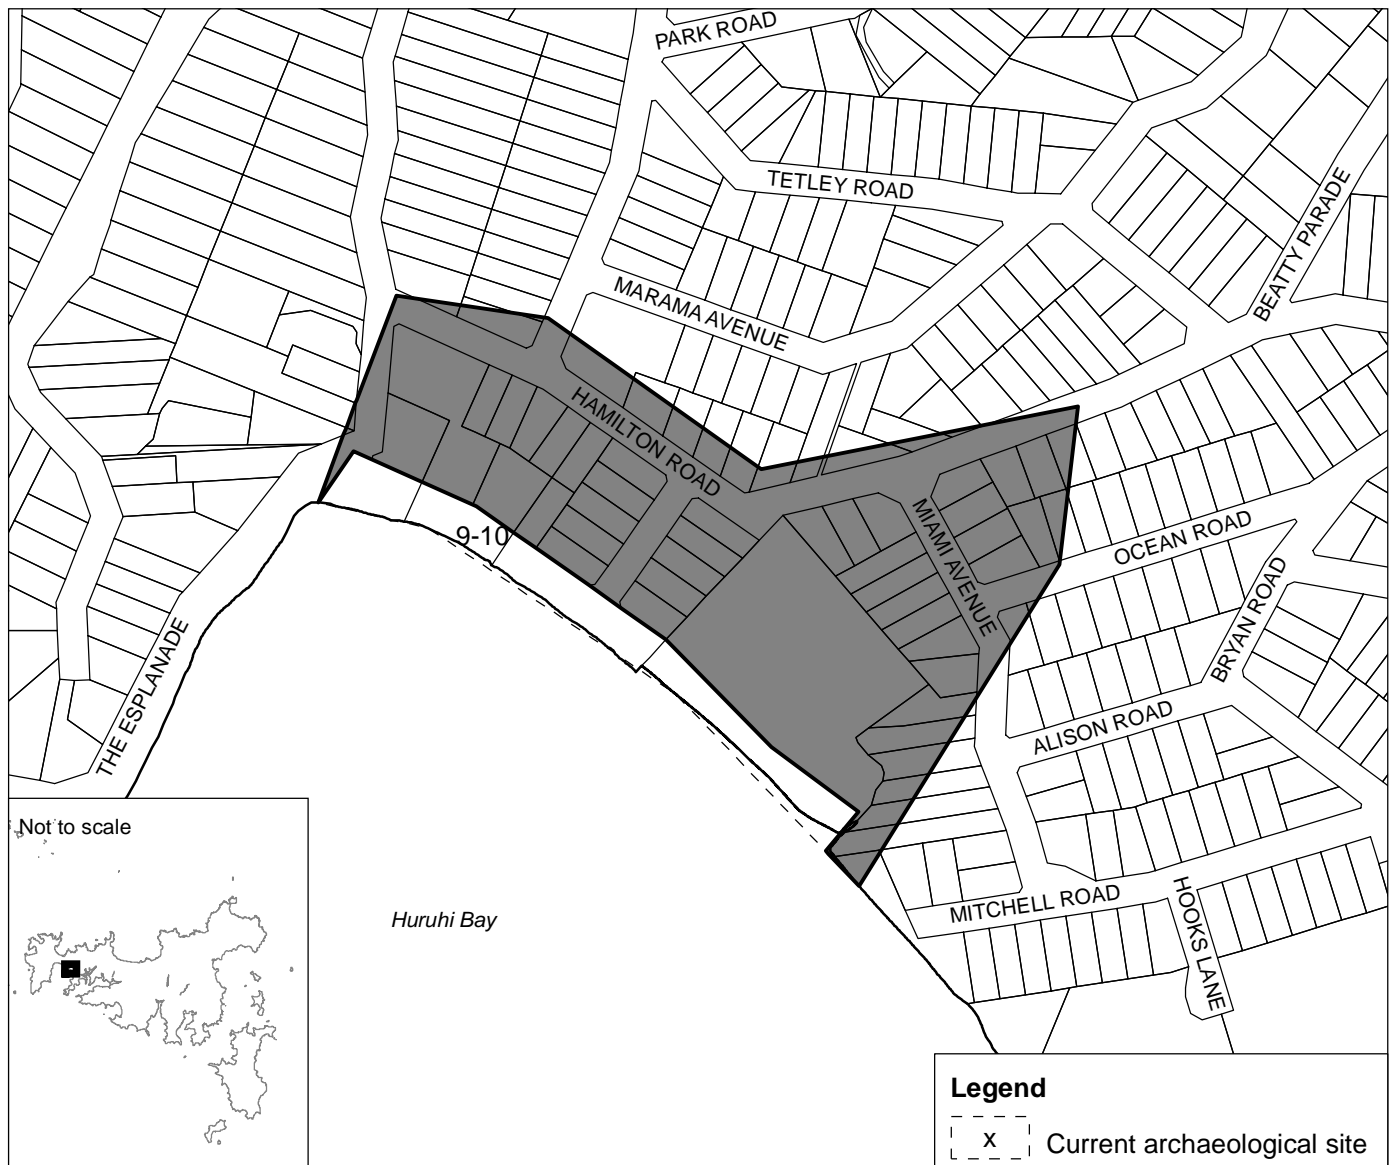 PARK ROAD
TETLEY ROAD
BEATTY PARADE
MARAMA AVENUE
HAMILTON ROAD
MIAMI AVENUE
OCEAN ROAD
9-10
BRYAN ROAD
THE ESPLANADE
ALISON ROAD
Not to scale
MITCHELL ROAD
HOOKS LANE
Huruhi Bay
Legend
x Current archaeological site